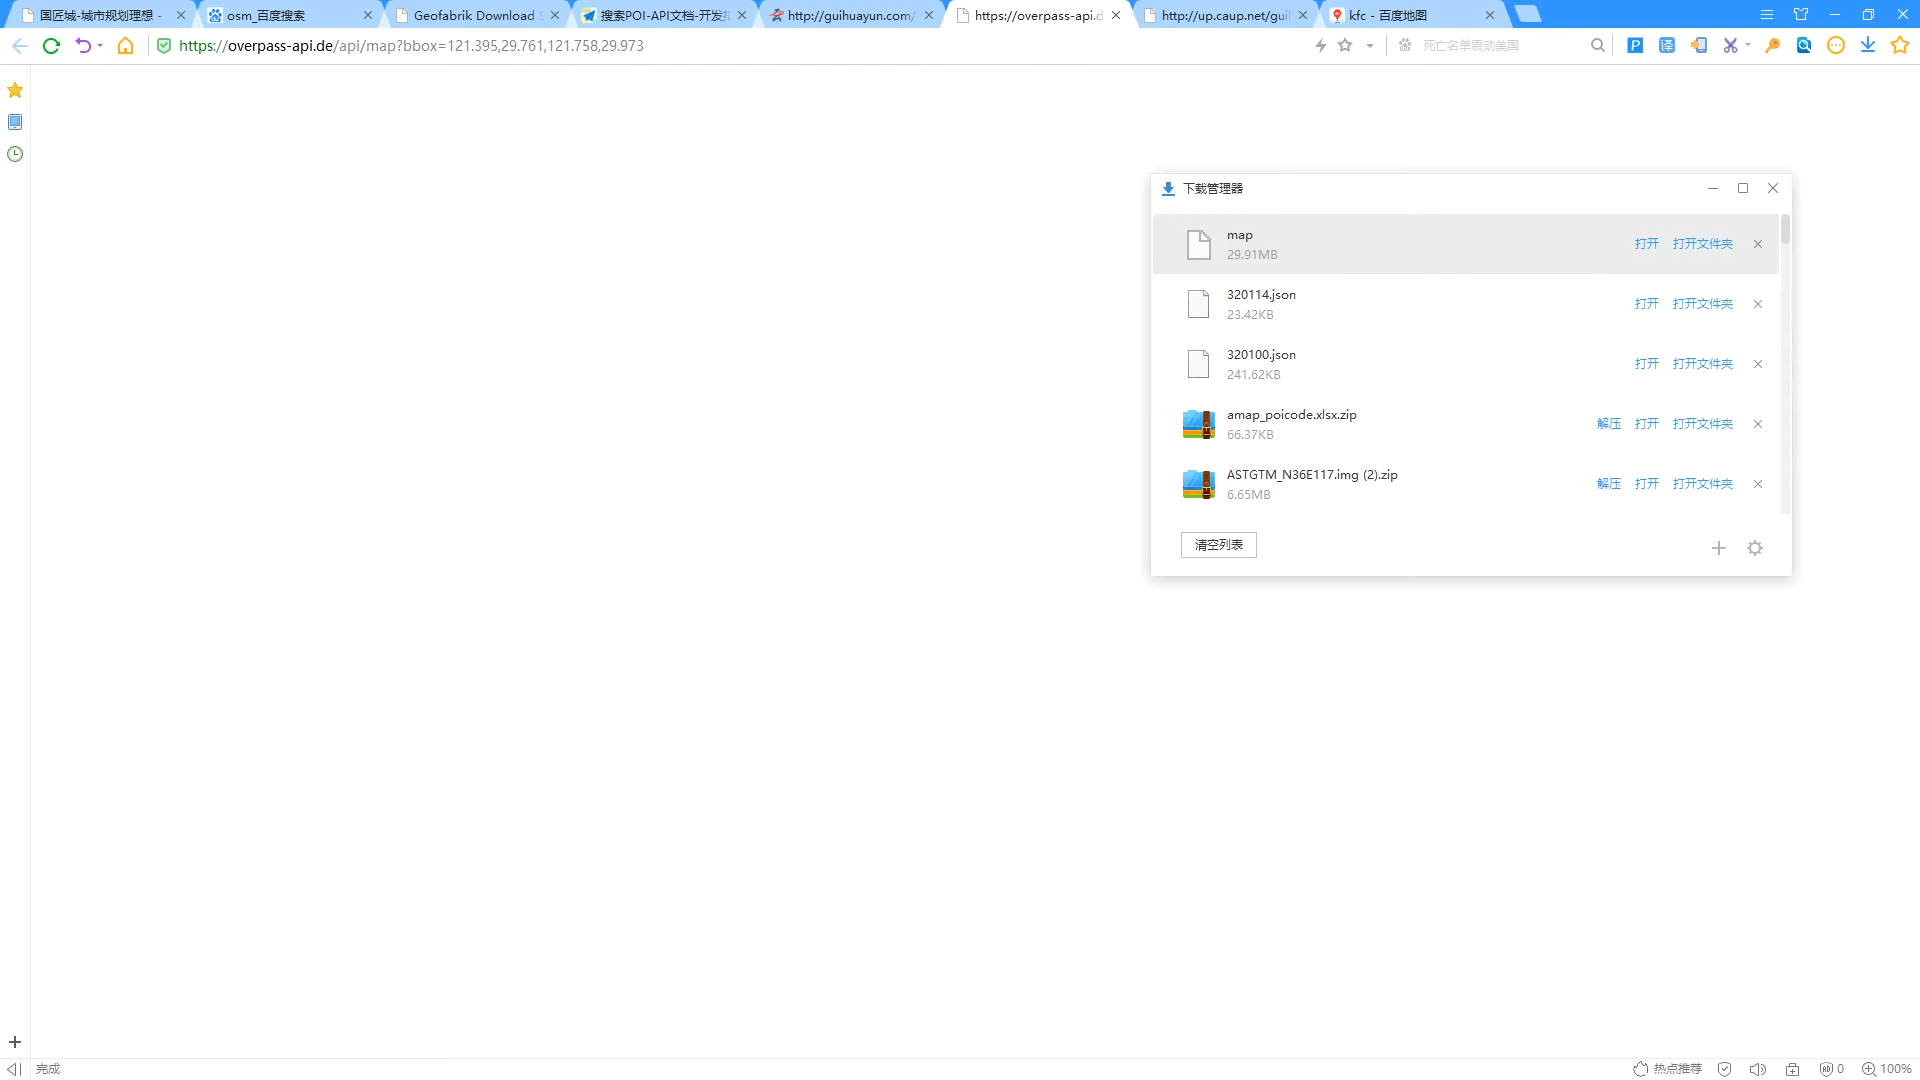 国匠城-城市规划理想 -
osm_百度搜索
Geofabrik Download S
搜索POI-API文档-开发指
http://guihuayun.com/
https://overpass-api.d
http://up.caup.net/guil
kfc - 百度地图
https://overpass-api.de/api/map?bbox=121.395,29.761,121.758,29.973
死亡名单震动美国
下载管理器
map
29.91MB
打开 打开文件夹
320114.json
23.42KB
打开 打开文件夹
320100.json
241.62KB
打开 打开文件夹
amap_poicode.xlsx.zip
66.37KB
解压 打开 打开文件夹
ASTGTM_N36E117.img (2).zip
6.65MB
解压 打开 打开文件夹
清空列表
完成
热点推荐
0
100%